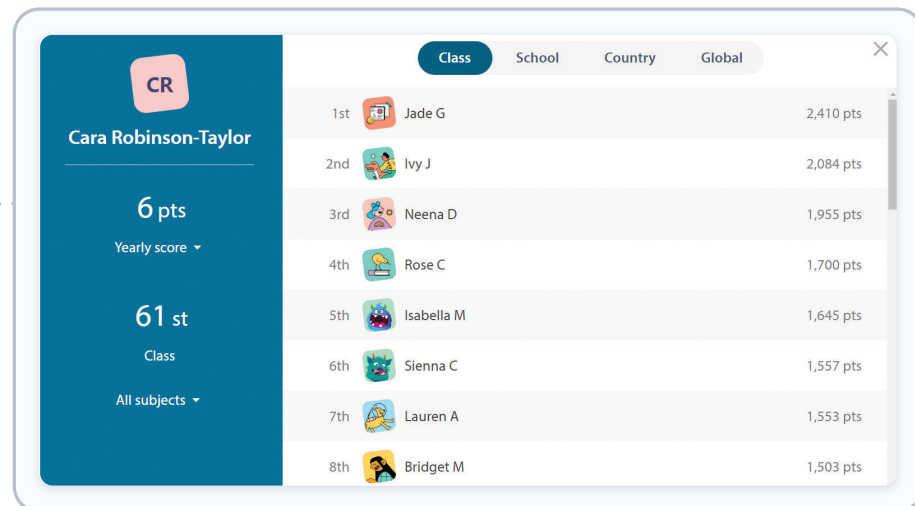 CR
Cara Robinson-Taylor
6 pts
Yearly score
61 st
Class
All subjects
Class School Country Global
1st Jade G 2,410 pts
2nd Ivy J 2,084 pts
3rd Neena D 1,955 pts
4th Rose C 1,700 pts
5th Isabella M 1,645 pts
6th Sienna C 1,557 pts
7th Lauren A 1,553 pts
8th Bridget M 1,503 pts